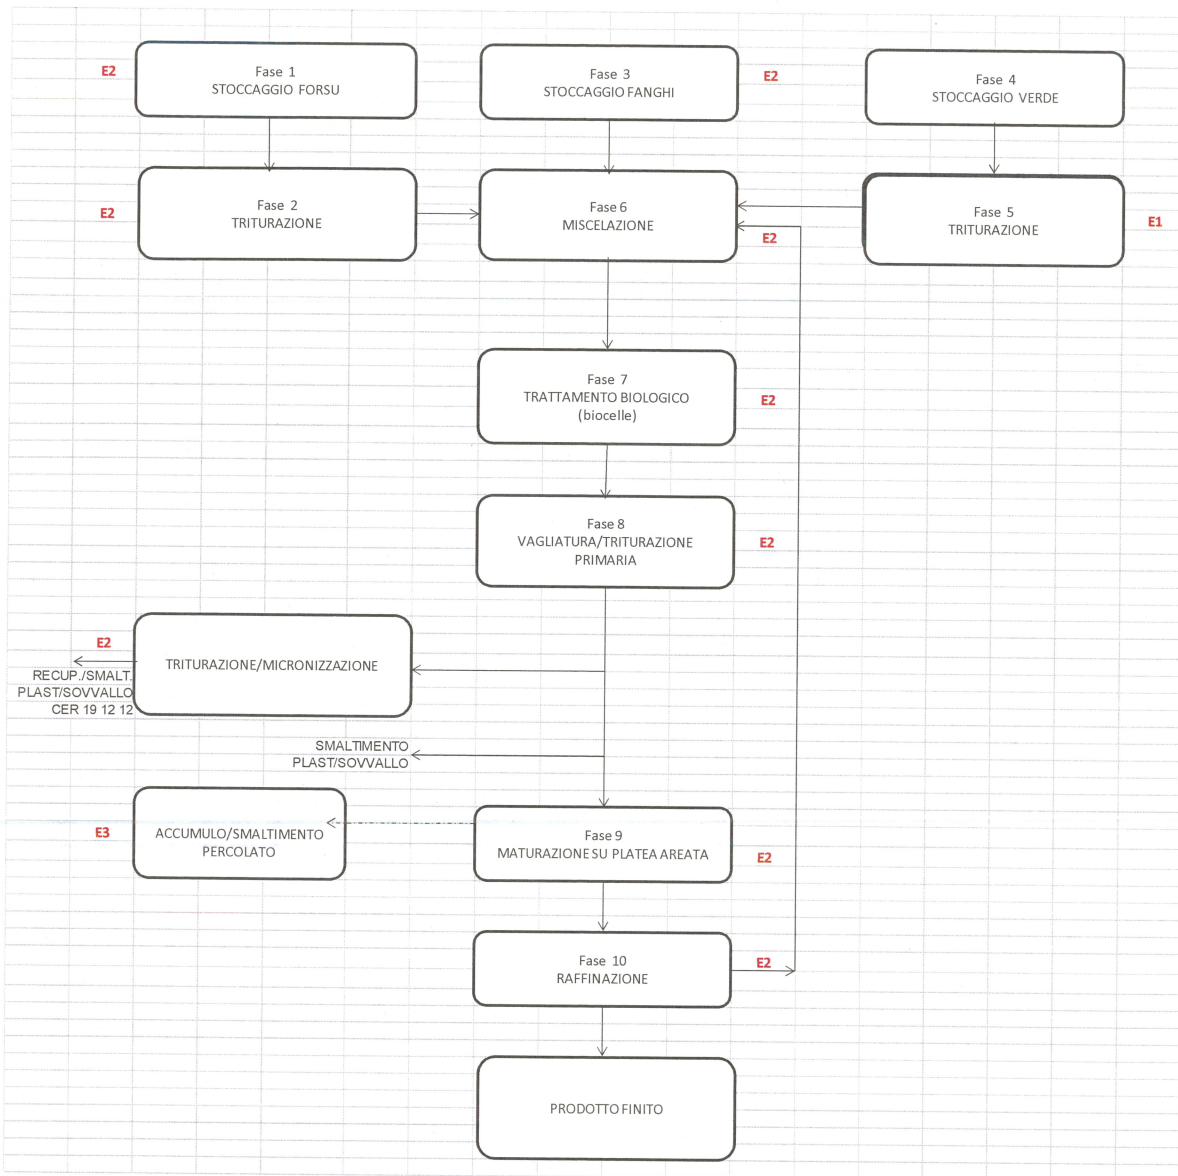 E2
Fase 1
STOCCAGGIO FORSU
Fase 3
STOCCAGGIO FANGHI
E2
Fase 4
STOCCAGGIO VERDE
E2
Fase 2
TRITURAZIONE
Fase 6
MISCELAZIONE
E2
Fase 5
TRITURAZIONE
E1
Fase 7
TRATTAMENTO BIOLOGICO
(biocelle)
E2
Fase 8
VAGLIATURA/TRITURAZIONE
PRIMARIA
E2
E2
RECUP./SMALT.
PLAST/SOVVALLO
CER 19 12 12
TRITURAZIONE/MICRONIZZAZIONE
SMALTIMENTO
PLAST/SOVVALLO
E3
ACCUMULO/SMALTIMENTO
PERCOLATO
Fase 9
MATURAZIONE SU PLATEA AREATA
E2
Fase 10
RAFFINAZIONE
E2
PRODOTTO FINITO